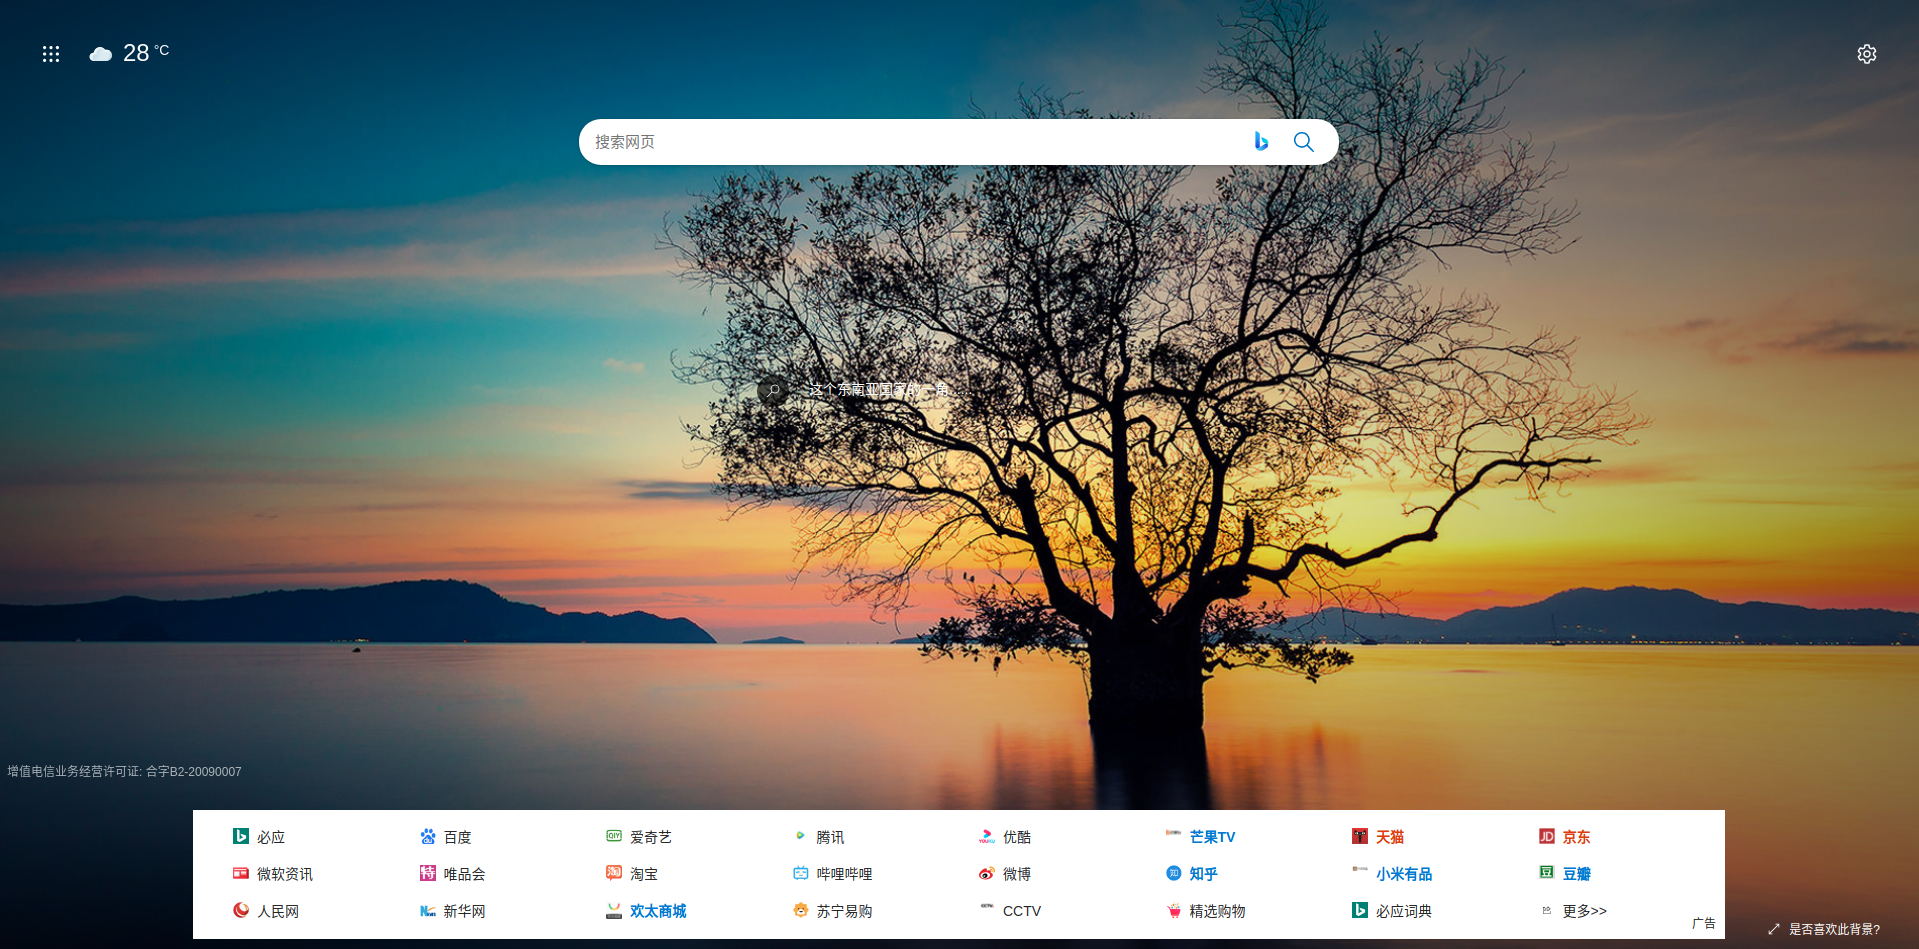 28 °C
搜索网页
这个东南亚国家的一角……
增值电信业务经营许可证: 合字B2-20090007
必应 百度 爱奇艺 腾讯 优酷 芒果TV 天猫 京东
微软资讯 唯品会 淘宝 哔哩哔哩 微博 知乎 小米有品 豆瓣
人民网 新华网 欢太商城 苏宁易购 CCTV 精选购物 必应词典 更多>>
广告
是否喜欢此背景?